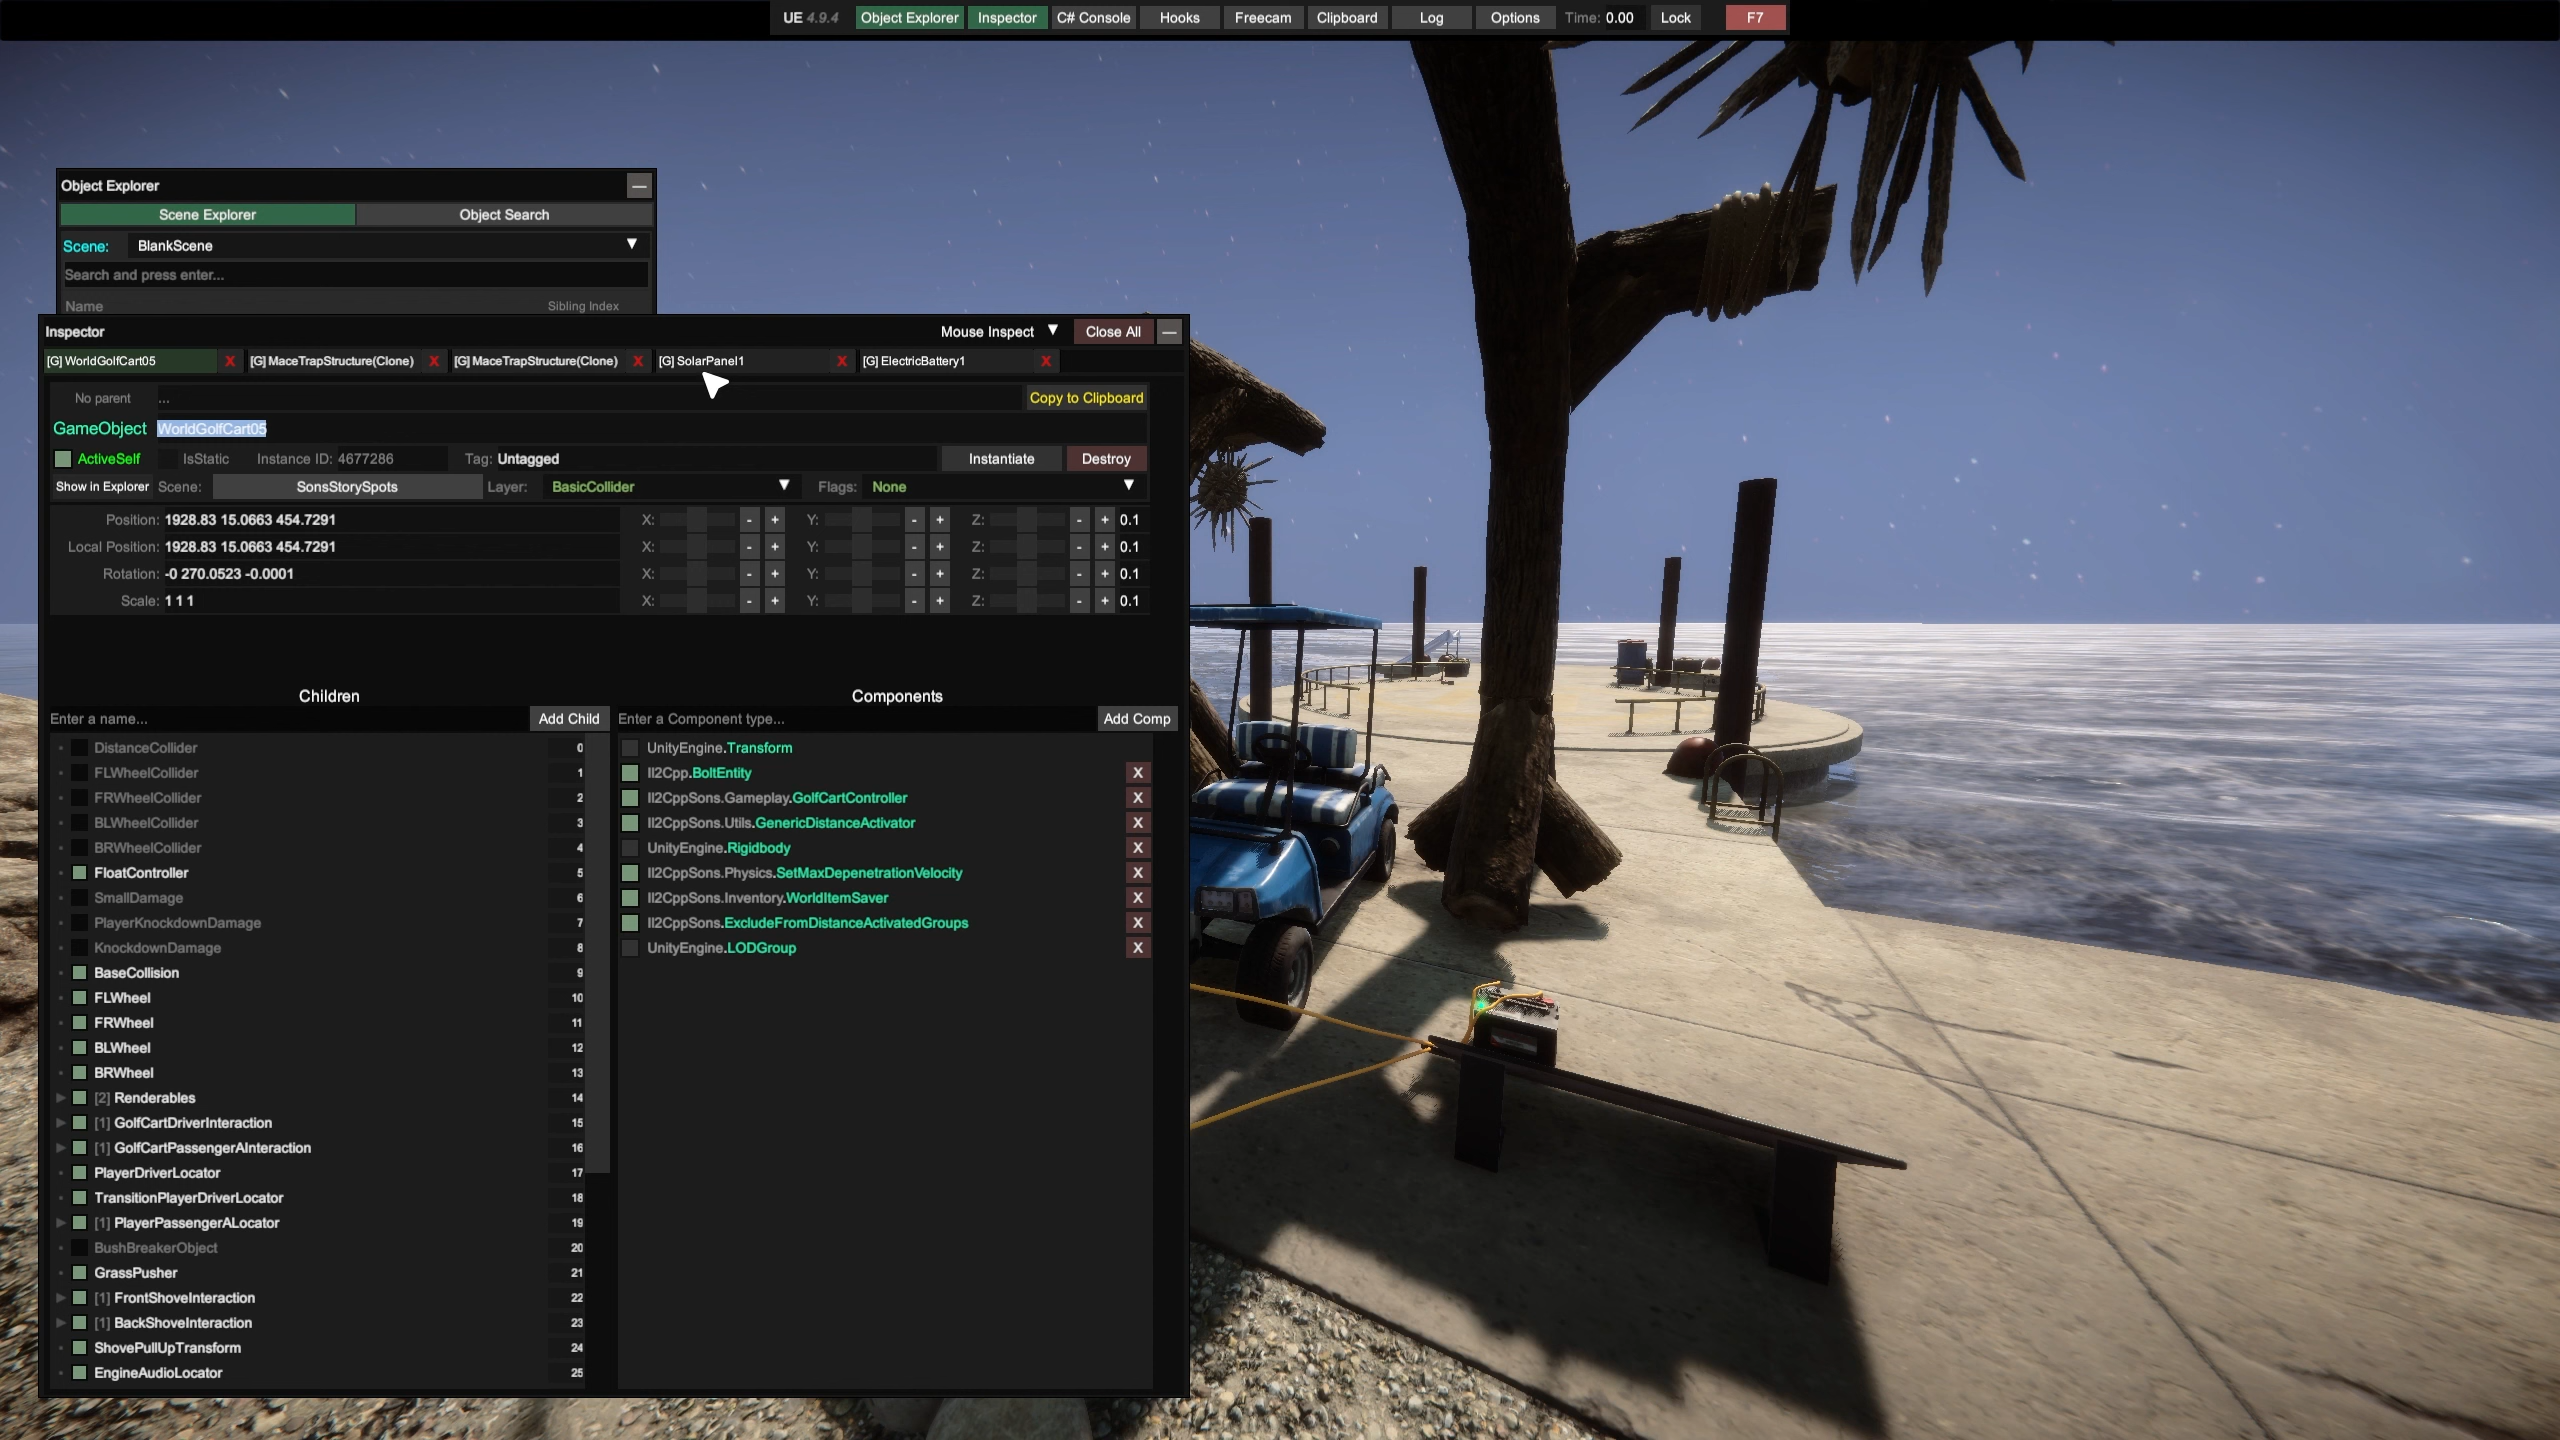 UE 4.9.4 Object Explorer Inspector C# Console Hooks Freecam Clipboard Log Options Time: 0.00 Lock F7
Object Explorer —
Scene Explorer Object Search
Scene: BlankScene ▼
Search and press enter...
Name Sibling Index
Inspector Mouse Inspect ▼ Close All —
[G] WorldGolfCart05 X [G] MaceTrapStructure(Clone) X [G] MaceTrapStructure(Clone) X [G] SolarPanel1 X [G] ElectricBattery1 X
No parent ... Copy to Clipboard
GameObject WorldGolfCart05
ActiveSelf IsStatic Instance ID: 4677286 Tag: Untagged Instantiate Destroy
Show in Explorer Scene: SonsStorySpots Layer: BasicCollider ▼ Flags: None ▼
Position: 1928.83 15.0663 454.7291 X: - + Y: - + Z: - + 0.1
Local Position: 1928.83 15.0663 454.7291 X: - + Y: - + Z: - + 0.1
Rotation: -0 270.0523 -0.0001 X: - + Y: - + Z: - + 0.1
Scale: 1 1 1 X: - + Y: - + Z: - + 0.1
Children
Enter a name... Add Child
DistanceCollider 0
FLWheelCollider 1
FRWheelCollider 2
BLWheelCollider 3
BRWheelCollider 4
FloatController 5
SmallDamage 6
PlayerKnockdownDamage 7
KnockdownDamage 8
BaseCollision 9
FLWheel 10
FRWheel 11
BLWheel 12
BRWheel 13
► [2] Renderables 14
► [1] GolfCartDriverInteraction 15
► [1] GolfCartPassengerAInteraction 16
PlayerDriverLocator 17
TransitionPlayerDriverLocator 18
► [1] PlayerPassengerALocator 19
BushBreakerObject 20
GrassPusher 21
► [1] FrontShoveInteraction 22
► [1] BackShoveInteraction 23
ShovePullUpTransform 24
EngineAudioLocator 25
Components
Enter a Component type... Add Comp
UnityEngine.Transform
Il2Cpp.BoltEntity X
Il2CppSons.Gameplay.GolfCartController X
Il2CppSons.Utils.GenericDistanceActivator X
UnityEngine.Rigidbody X
Il2CppSons.Physics.SetMaxDepenetrationVelocity X
Il2CppSons.Inventory.WorldItemSaver X
Il2CppSons.ExcludeFromDistanceActivatedGroups X
UnityEngine.LODGroup X